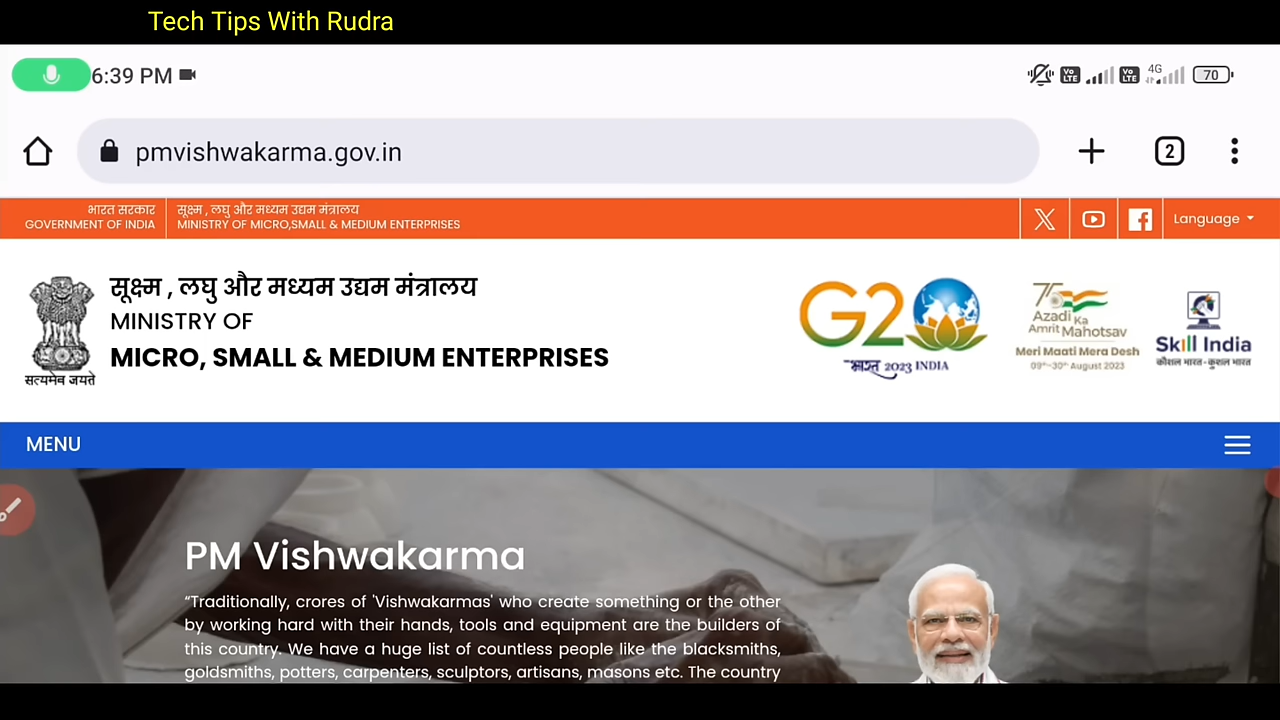 Tech Tips With Rudra
6:39 PM
Vo LTE
Vo LTE
4G
70
pmvishwakarma.gov.in
2
भारत सरकार
GOVERNMENT OF INDIA
सूक्ष्म , लघु और मध्यम उद्यम मंत्रालय
MINISTRY OF MICRO,SMALL & MEDIUM ENTERPRISES
Language
सूक्ष्म , लघु और मध्यम उद्यम मंत्रालय
MINISTRY OF
MICRO, SMALL & MEDIUM ENTERPRISES
सत्यमेव जयते
G20
भारत 2023 INDIA
75
Azadi Ka
Amrit Mahotsav
Meri Maati Mera Desh
09th-30th August 2023
Skill India
कौशल भारत - कुशल भारत
MENU
PM Vishwakarma
“Traditionally, crores of 'Vishwakarmas' who create something or the other
by working hard with their hands, tools and equipment are the builders of
this country. We have a huge list of countless people like the blacksmiths,
goldsmiths, potters, carpenters, sculptors, artisans, masons etc. The country